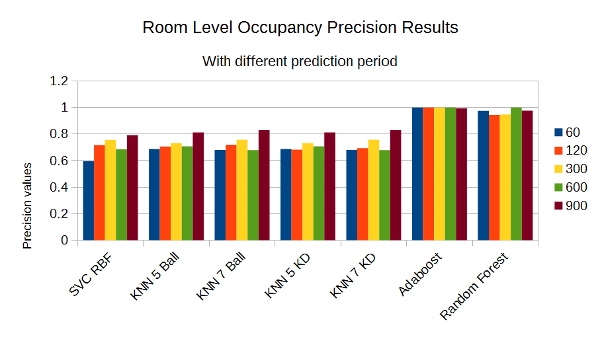 Room Level Occupancy Precision Results
With different prediction period
1.2
1
0.8
0.6
0.4
0.2
0
Precision values
SVC RBF
KNN 5 Ball
KNN 7 Ball
KNN 5 KD
KNN 7 KD
Adaboost
Random Forest
60
120
300
600
900